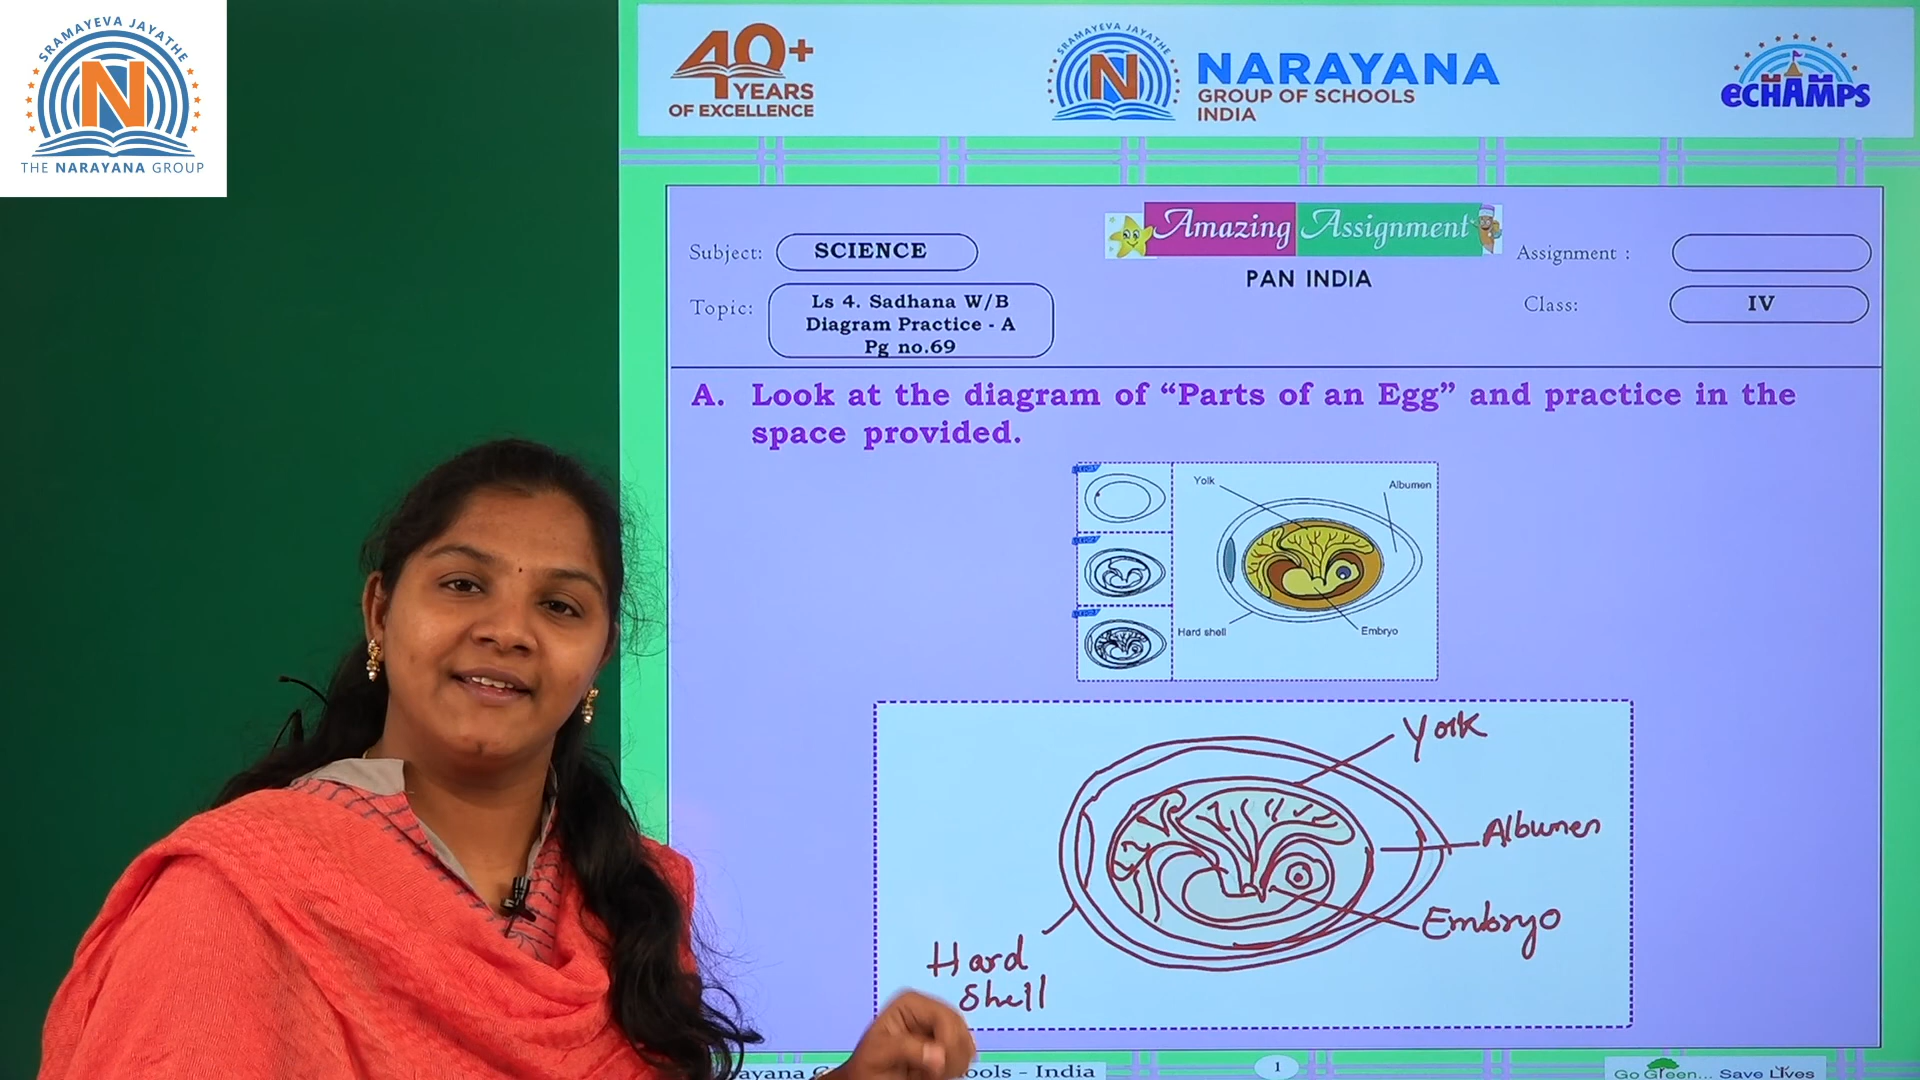 SRAMAYEVA JAYATHE
N
THE NARAYANA GROUP
40+
YEARS
OF EXCELLENCE
SRAMAYEVA JAYATHE
N
NARAYANA
GROUP OF SCHOOLS
INDIA
eCHAMPS
Subject: SCIENCE
Amazing Assignment
PAN INDIA
Assignment :
Topic: Ls 4. Sadhana W/B
Diagram Practice - A
Pg no.69
Class: IV
A. Look at the diagram of “Parts of an Egg” and practice in the
space provided.
Yolk
Albumen
Hard shell
Embryo
Yolk
Albumen
Embryo
Hard
Shell
ools - India
1
Go Green... Save Lives